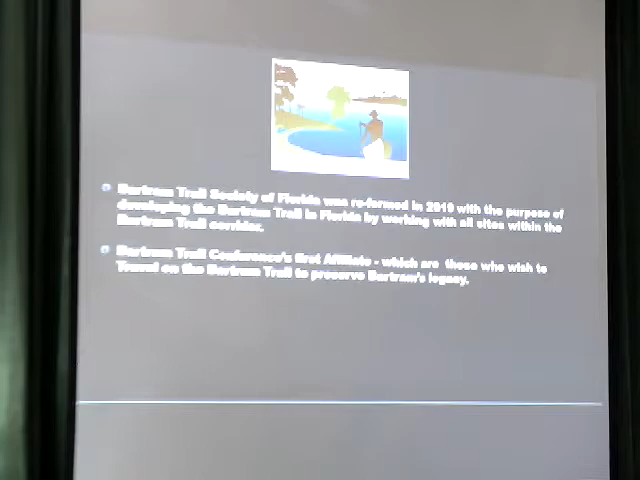 Bartram Trail Society of Florida was re-formed in 2019 with the purpose of
developing the Bartram Trail in Florida by working with all sites within the
Bartram Trail corridor.
Bartram Trail Conference's first Affiliate - which are those who wish to
Travel on the Bartram Trail to preserve Bartram's legacy.